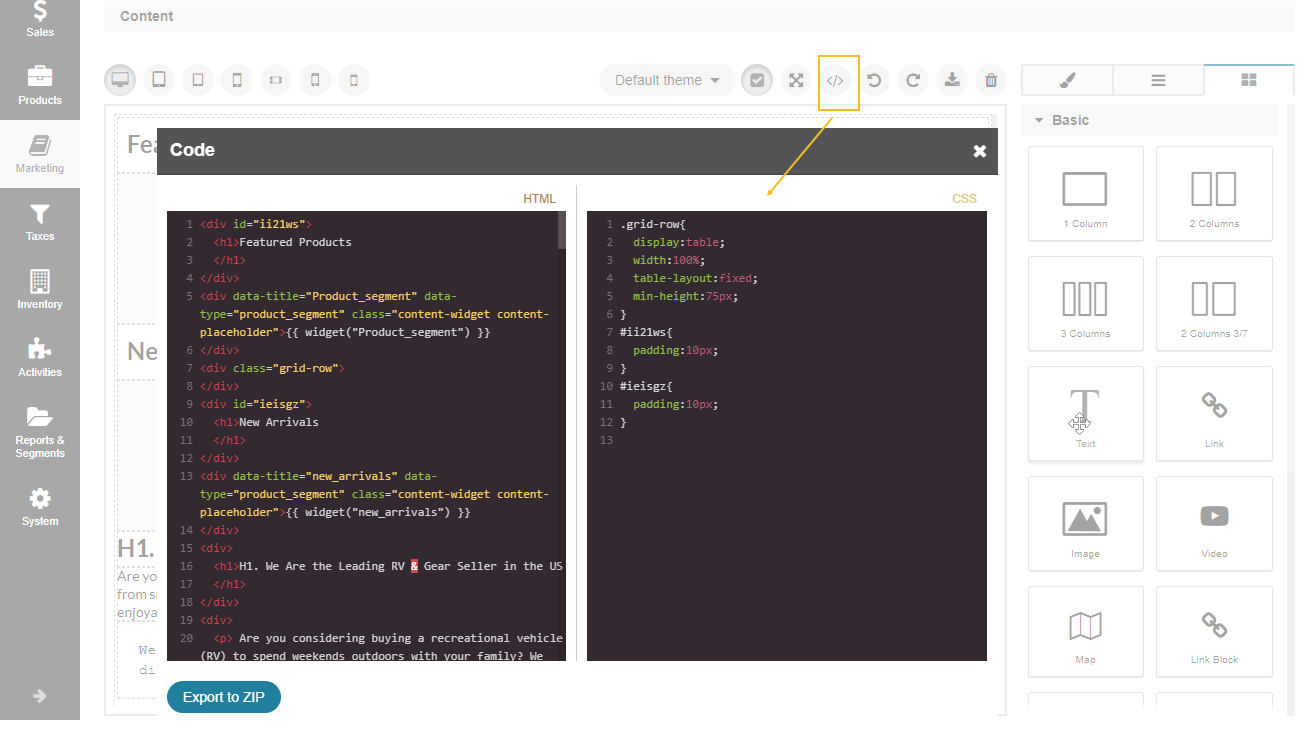 Sales
Products
Marketing
Taxes
Inventory
Activities
Reports &
Segments
System
Content
Default theme
</>
Fea
Ne
H1.
Are yo
from s
enjoya
We
di
Code
HTML
1 <div id="ii21ws">
2 <h1>Featured Products
3 </h1>
4 </div>
5 <div data-title="Product_segment" data-
type="product_segment" class="content-widget content-
placeholder">{{ widget("Product_segment") }}
6 </div>
7 <div class="grid-row">
8 </div>
9 <div id="ieisgz">
10 <h1>New Arrivals
11 </h1>
12 </div>
13 <div data-title="new_arrivals" data-
type="product_segment" class="content-widget content-
placeholder">{{ widget("new_arrivals") }}
14 </div>
15 <div>
16 <h1>H1. We Are the Leading RV & Gear Seller in the US
17 </h1>
18 </div>
19 <div>
20 <p> Are you considering buying a recreational vehicle
(RV) to spend weekends outdoors with your family? We
CSS
1 .grid-row{
2 display:table;
3 width:100%;
4 table-layout:fixed;
5 min-height:75px;
6 }
7 #ii21ws{
8 padding:10px;
9 }
10 #ieisgz{
11 padding:10px;
12 }
13
Export to ZIP
Basic
1 Column
2 Columns
3 Columns
2 Columns 3/7
Text
Link
Image
Video
Map
Link Block